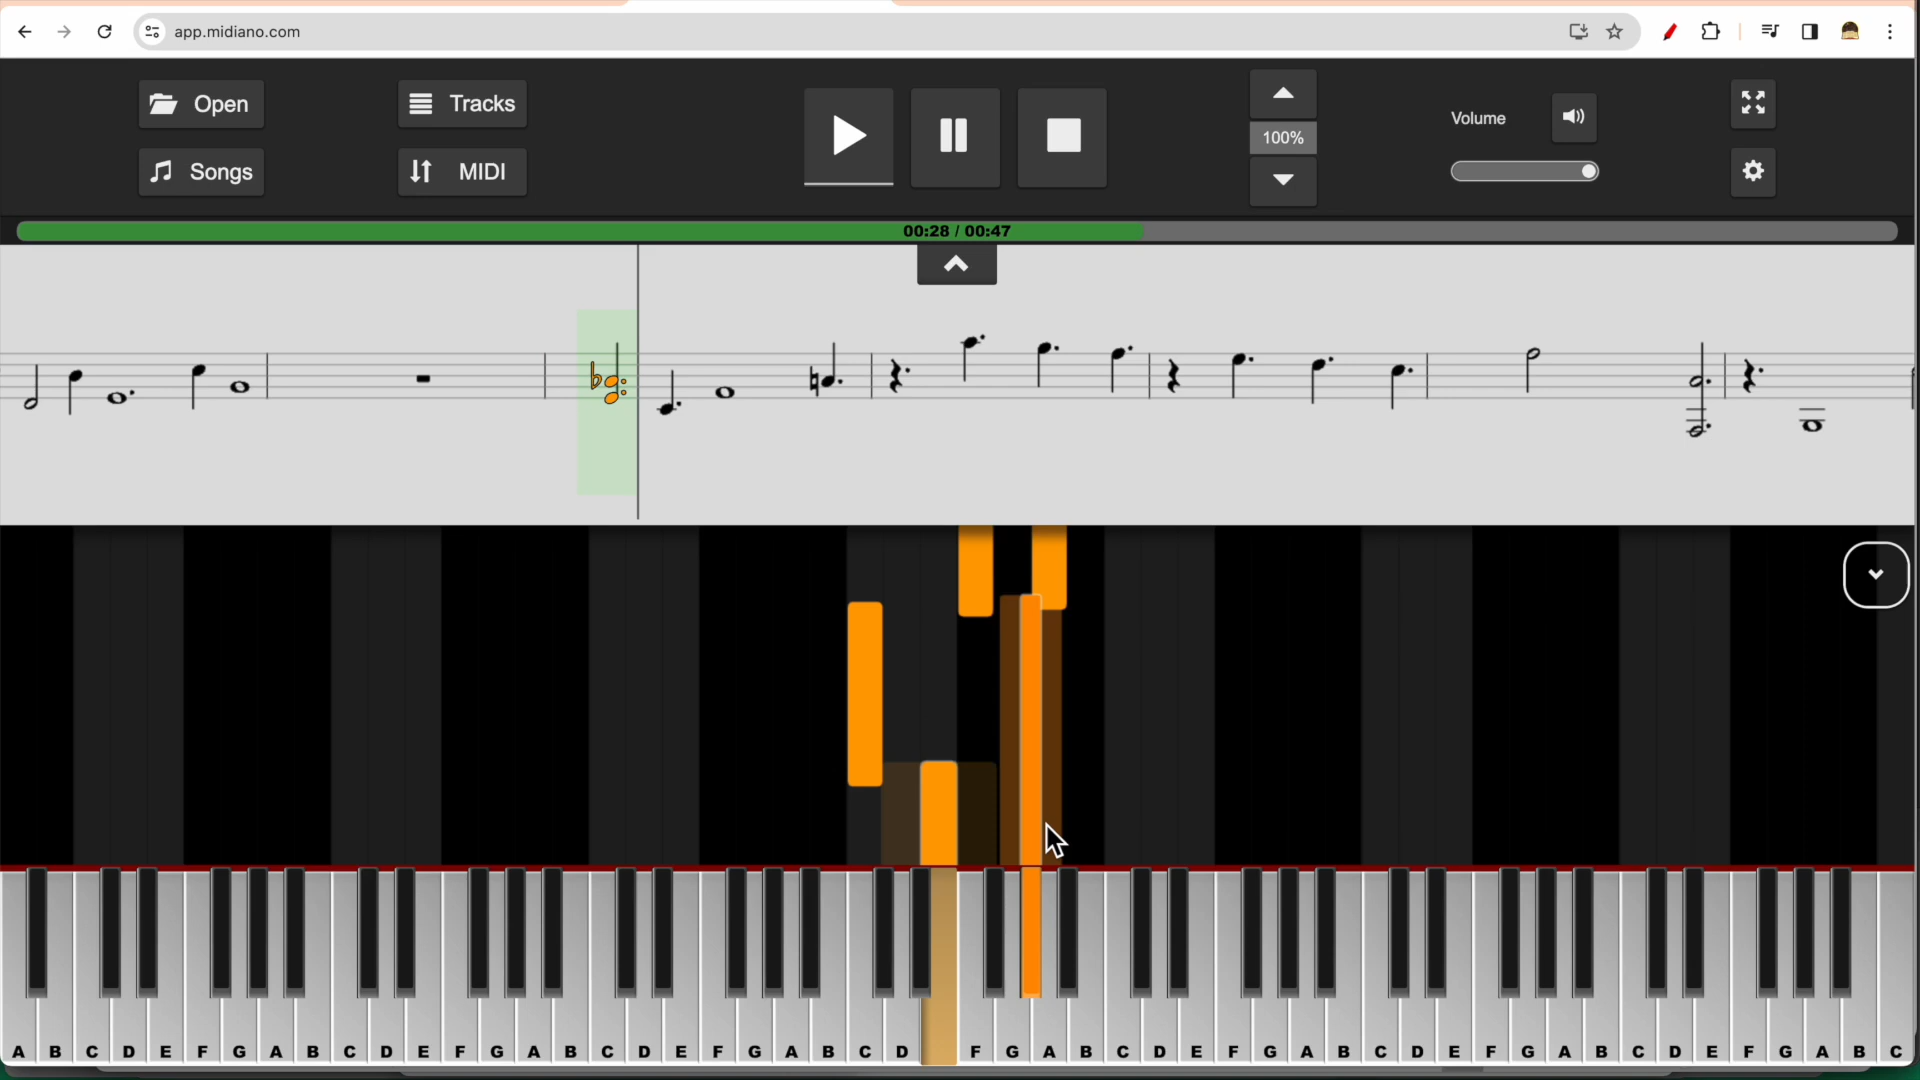 app.midiano.com
Open
Tracks
Songs
MIDI
100%
Volume
00:28 / 00:47
A B C D E F G A B C D E F G A B C D E F G A B C D F G A B C D E F G A B C D E F G A B C D E F G A B C